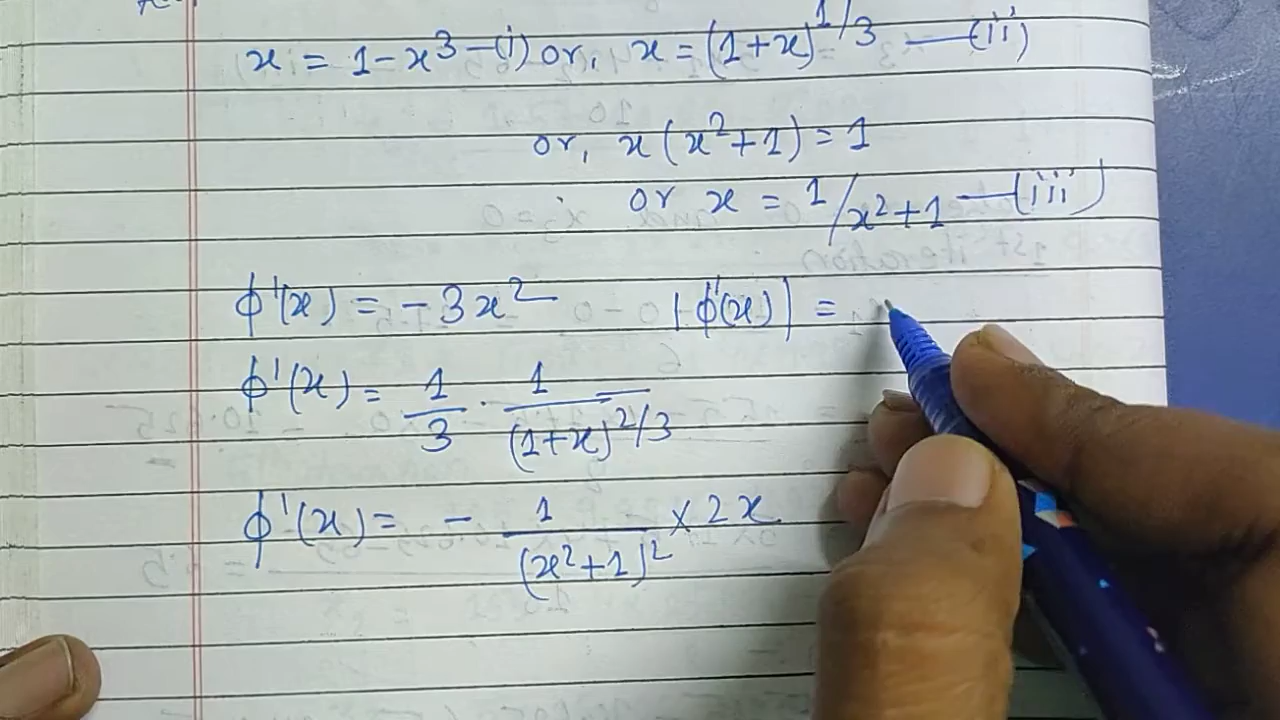 x = 1 - x³ —(i) or, x = (1+x)^1/3 —(ii)
or, x(x²+1) = 1
or x = 1/x²+1 —(iii)
ϕ'(x) = -3x² |ϕ'(x)| =
ϕ'(x) = 1/3 · 1/(1+x)^2/3
ϕ'(x) = - 1/(x²+1)² × 2x